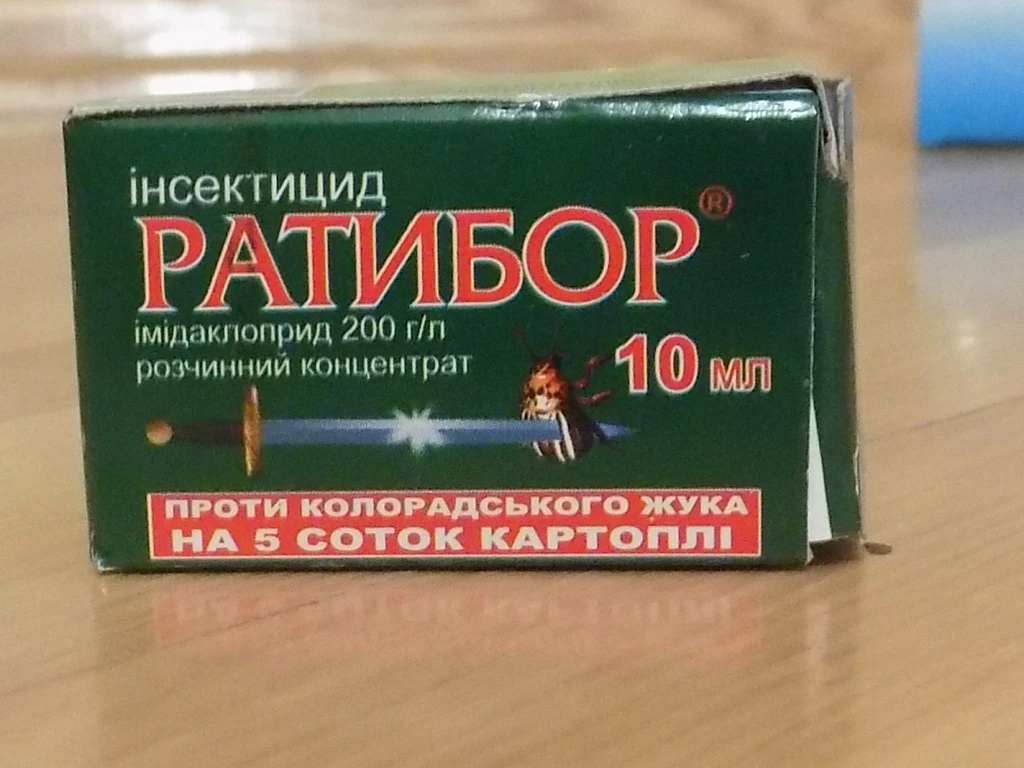 інсектицид
РАТИБОР®
імідаклоприд 200 г/л
розчинний концентрат
10 мл
ПРОТИ КОЛОРАДСЬКОГО ЖУКА
НА 5 СОТОК КАРТОПЛІ